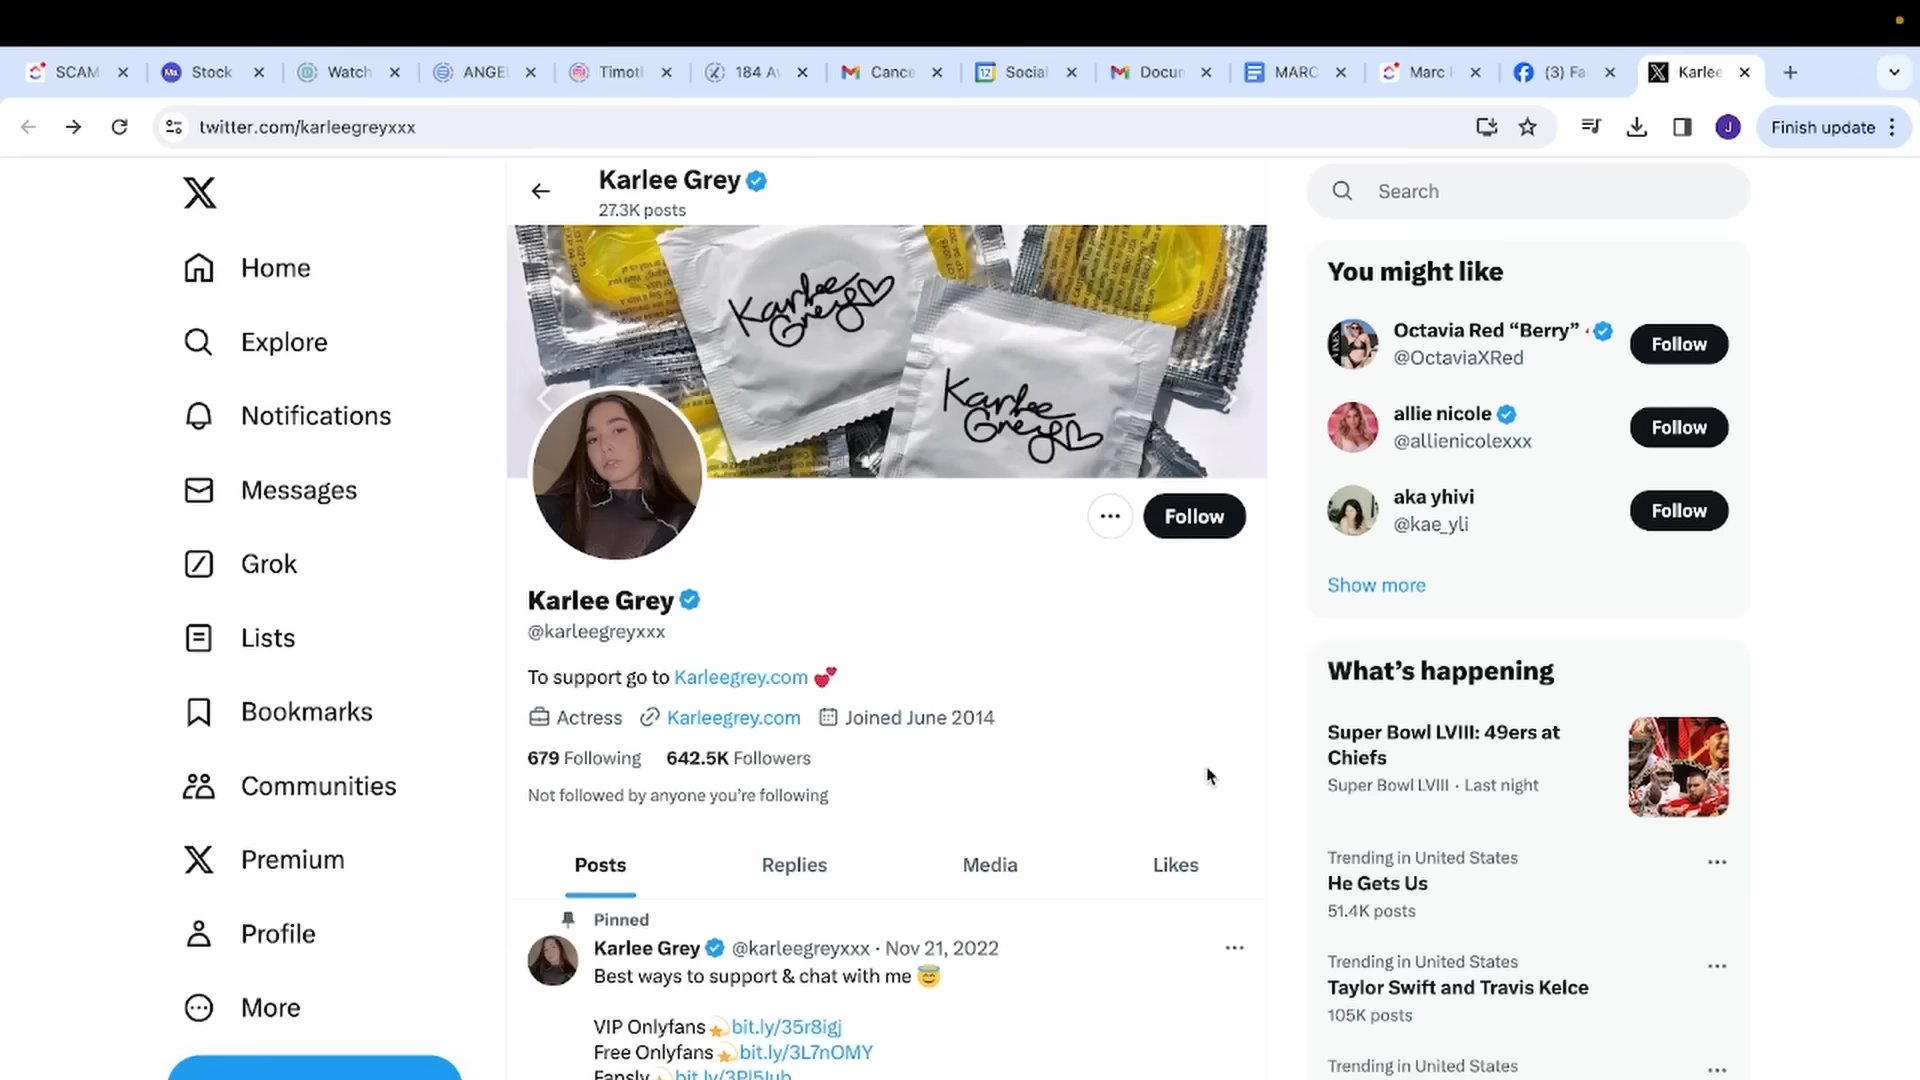 SCAM
Stock
Watch
ANGE
Timoth
184 A
Cance
Social
Docun
MARC
Marc
(3) Fa
Karlee
twitter.com/karleegreyxxx
Finish update
Home
Explore
Notifications
Messages
Grok
Lists
Bookmarks
Communities
Premium
Profile
More
Karlee Grey
27.3K posts
Karlee
Grey
Karlee
Grey
Follow
Karlee Grey
@karleegreyxxx
To support go to Karleegrey.com 💕
Actress Karleegrey.com Joined June 2014
679 Following 642.5K Followers
Not followed by anyone you're following
Posts Replies Media Likes
Pinned
Karlee Grey @karleegreyxxx · Nov 21, 2022
Best ways to support & chat with me 😇
VIP Onlyfans 💫 bit.ly/35r8igj
Free Onlyfans 💫 bit.ly/3L7nOMY
Fansly 💫
Search
You might like
Octavia Red “Berry”
@OctaviaXRed
Follow
allie nicole
@allienicolexxx
Follow
aka yhivi
@kae_yli
Follow
Show more
What's happening
Super Bowl LVIII: 49ers at
Chiefs
Super Bowl LVIII · Last night
Trending in United States
He Gets Us
51.4K posts
Trending in United States
Taylor Swift and Travis Kelce
105K posts
Trending in United States